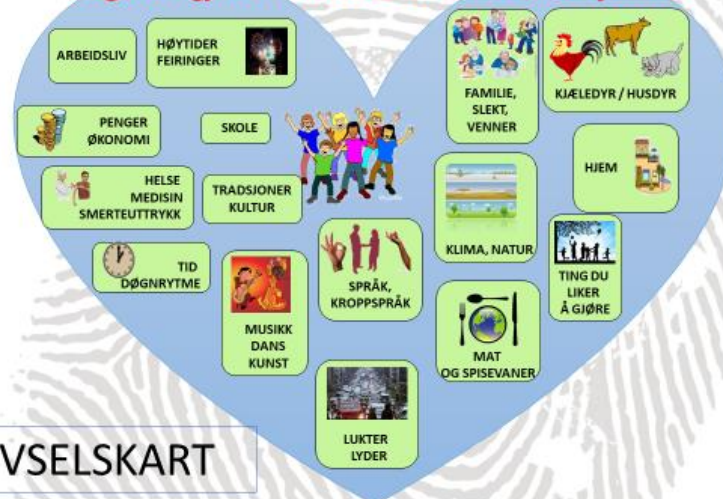 ARBEIDSLIV
HØYTIDER
FEIRINGER
FAMILIE,
SLEKT,
VENNER
KJÆLEDYR / HUSDYR
PENGER
ØKONOMI
SKOLE
HJEM
HELSE
MEDISIN
SMERTEUTTRYKK
TRADSJONER
KULTUR
KLIMA, NATUR
TID
DØGNRYTME
SPRÅK,
KROPPSPRÅK
TING DU
LIKER
Å GJØRE
MUSIKK
DANS
KUNST
MAT
OG SPISEVANER
LUKTER
LYDER
VSELSKART